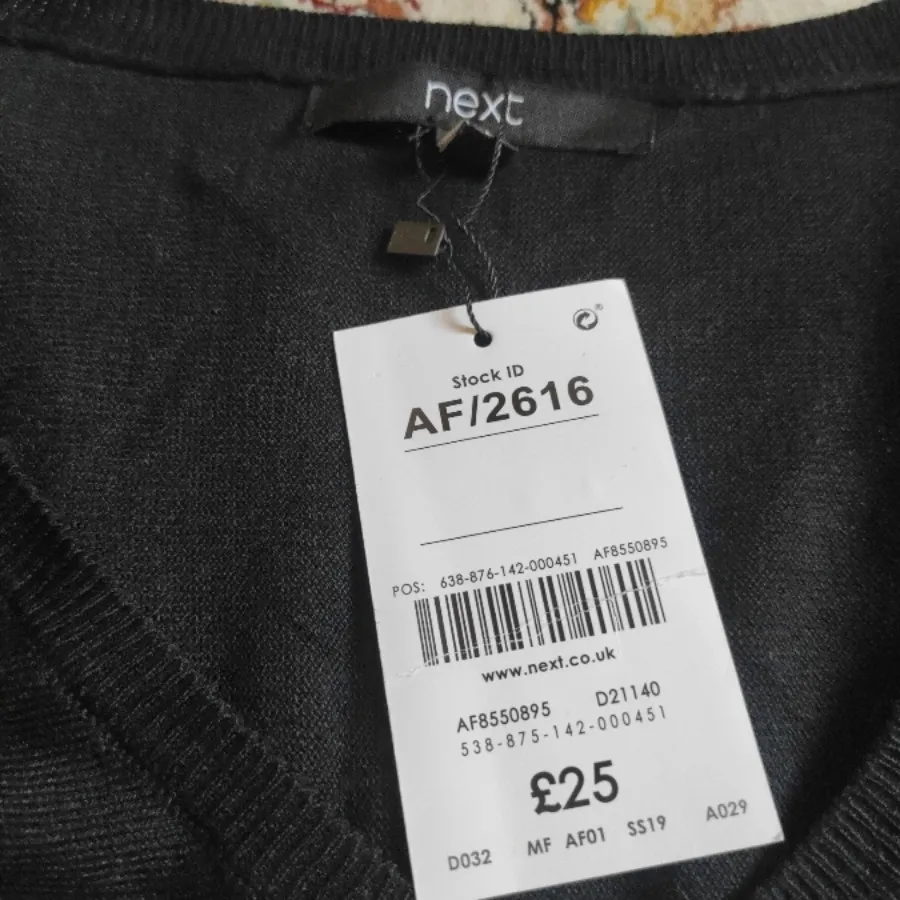 next
Stock ID
AF/2616
POS: 638-876-142-000451 AF8550895
www.next.co.uk
AF8550895 D21140
538-875-142-000451
£25
D032 MF AF01 SS19 A029